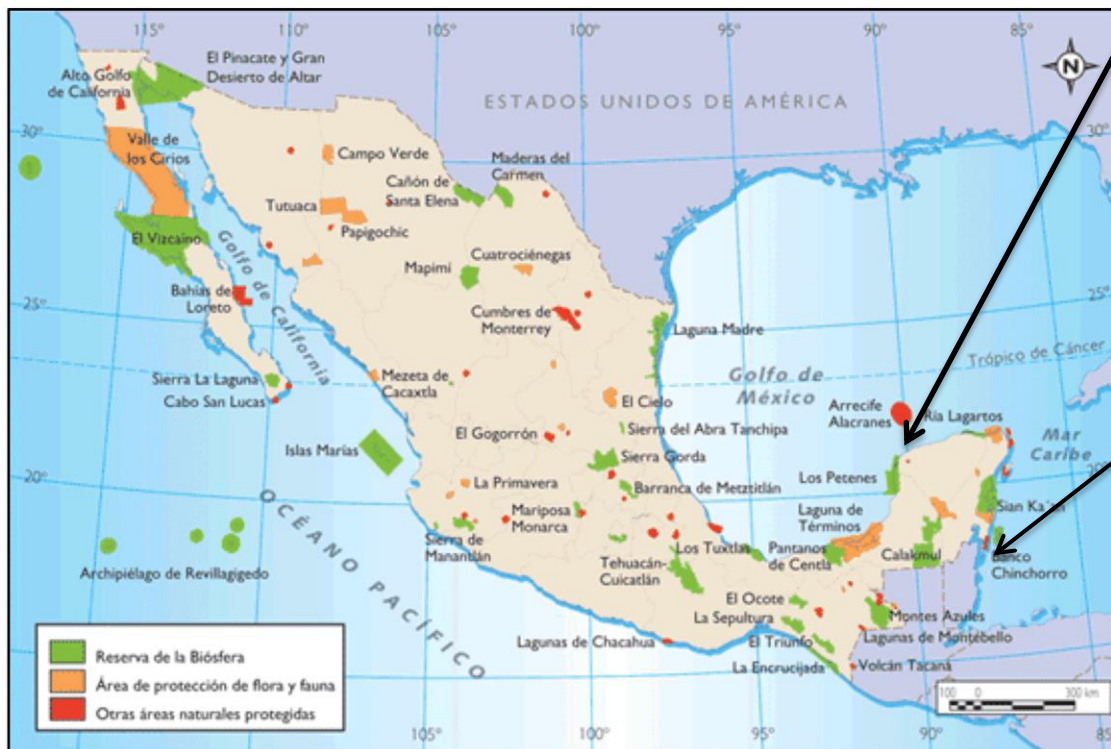 115°
110°
95°
90°
85°
El Pinacate y Gran
Desierto de Altar
Alto Golfo
de California
N
ESTADOS UNIDOS DE AMÉRICA
30°
30°
Valle de
los Cirios
Campo Verde
Maderas del
Carmen
Cañón de
Santa Elena
Tutuaca
Papigochic
El Vizcaíno
Golfo de California
Cuatrociénegas
Mapimí
Bahías de
Loreto
25°
25°
Cumbres de
Monterrey
Laguna Madre
Trópico de Cáncer
Sierra La Laguna
Cabo San Lucas
Mezeta de
Cacaxtla
Golfo de
México
El Cielo
Arrecife
Alacranes
Ría Lagartos
Sierra del Abra Tanchipa
Mar
Caribe
Islas Marías
El Gogorrón
Sierra Gorda
20°
20°
La Primavera
Barranca de Metztitlán
Los Petenes
Mariposa
Monarca
Laguna de
Términos
Sian Ka'an
Sierra de
Manantlán
Los Tuxtlas
Pantanos
de Centla
Calakmul
Banco
Chinchorro
Archipiélago de Revillagigedo
Tehuacán-
Cuicatlán
OCÉANO PACÍFICO
El Ocote
La Sepultura
Montes Azules
Lagunas de Chacahua
El Triunfo
Lagunas de Montebello
La Encrucijada
Volcán Tacaná
Reserva de la Biósfera
Área de protección de flora y fauna
Otras áreas naturales protegidas
100 0 300 km
105°
100°
95°
90°
85